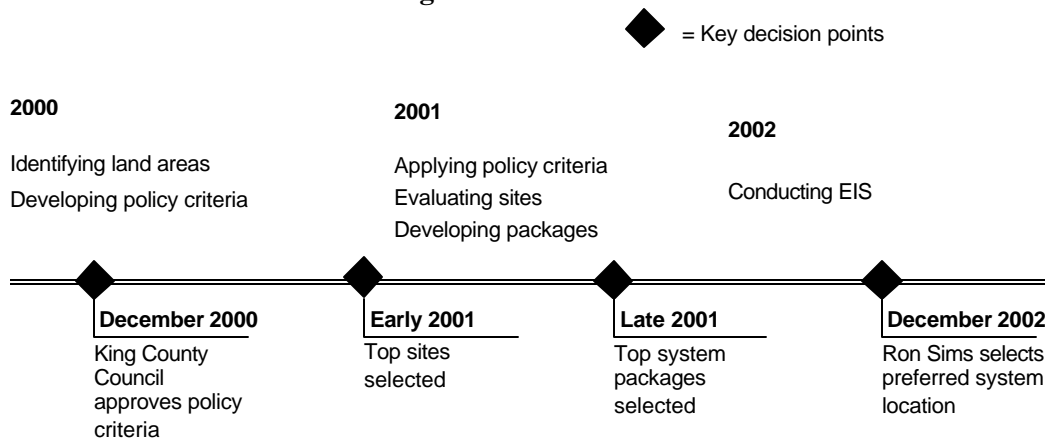 = Key decision points
2000
Identifying land areas
Developing policy criteria
2001
Applying policy criteria
Evaluating sites
Developing packages
2002
Conducting EIS
December 2000
King County
Council
approves policy
criteria
Early 2001
Top sites
selected
Late 2001
Top system
packages
selected
December 2002
Ron Sims selects
preferred system
location